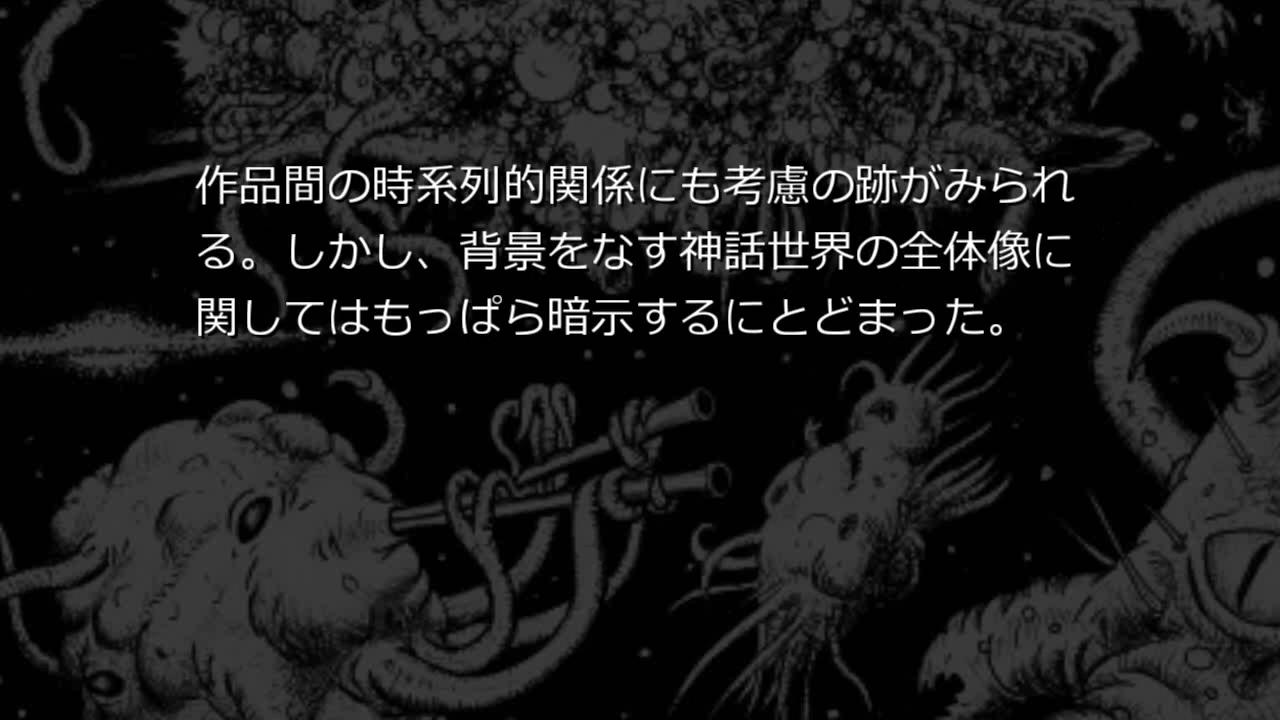 作品間の時系列的関係にも考慮の跡がみられ
る。しかし、背景をなす神話世界の全体像に
関してはもっぱら暗示するにとどまった。